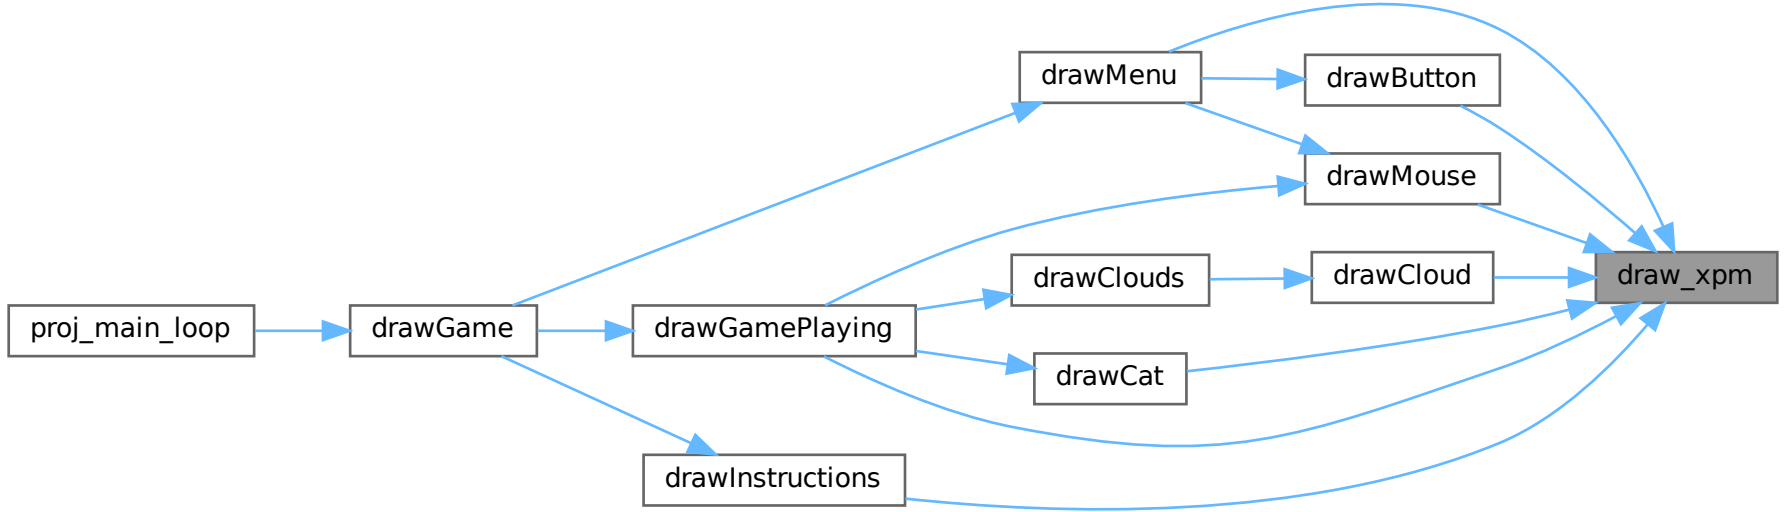 drawMenu
drawButton
drawMouse
drawClouds
drawCloud
draw_xpm
proj_main_loop
drawGame
drawGamePlaying
drawCat
drawInstructions